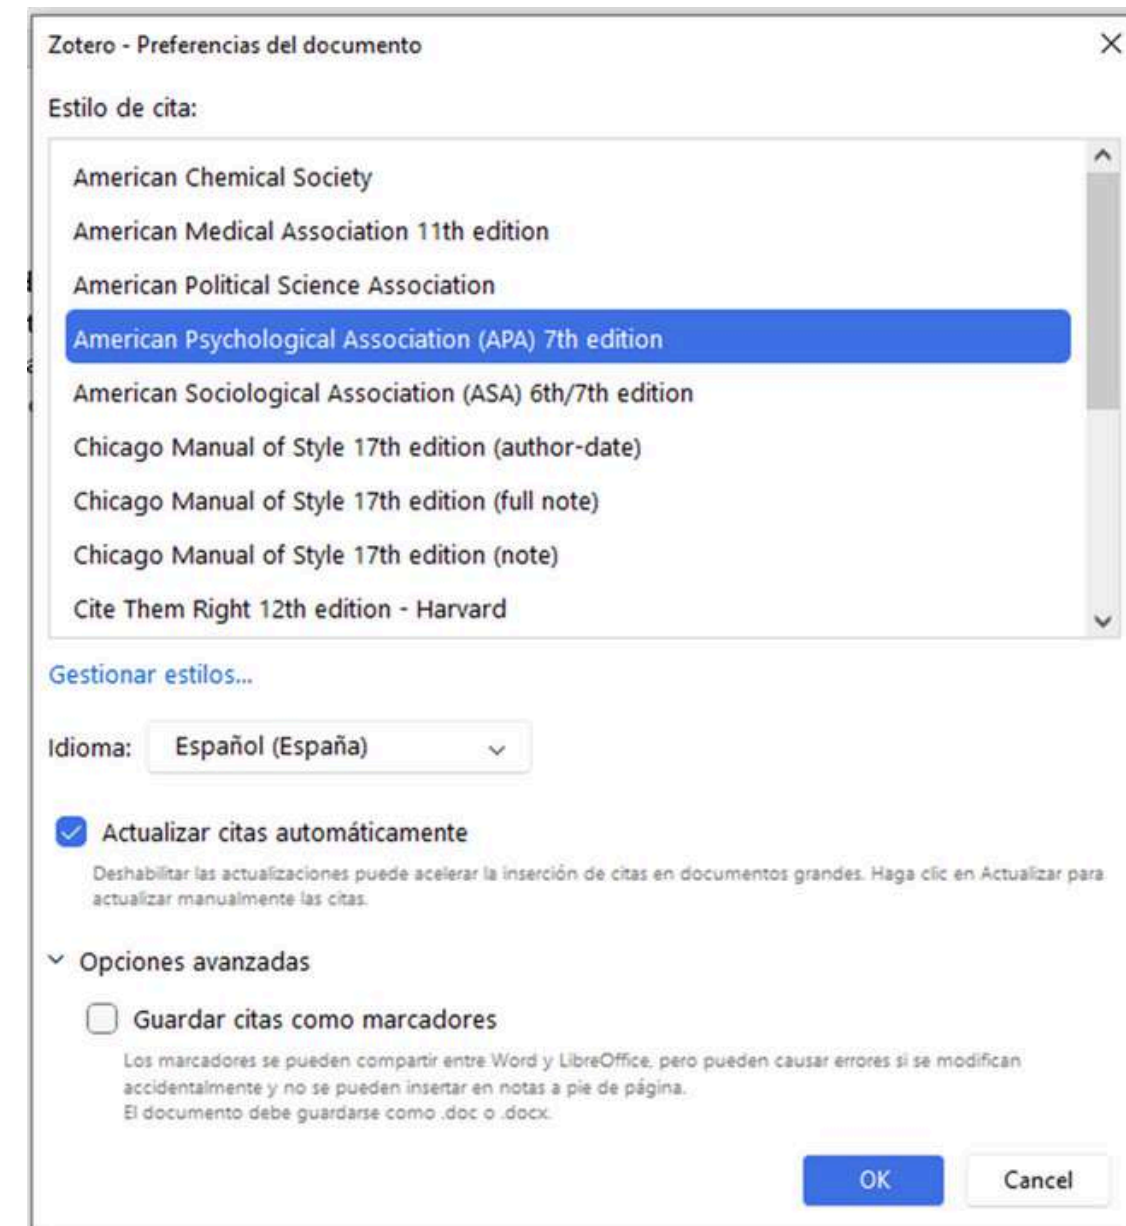 Zotero - Preferencias del documento
Estilo de cita:
American Chemical Society
American Medical Association 11th edition
American Political Science Association
American Psychological Association (APA) 7th edition
American Sociological Association (ASA) 6th/7th edition
Chicago Manual of Style 17th edition (author-date)
Chicago Manual of Style 17th edition (full note)
Chicago Manual of Style 17th edition (note)
Cite Them Right 12th edition - Harvard
Gestionar estilos...
Idioma: Español (España)
Actualizar citas automáticamente
Deshabilitar las actualizaciones puede acelerar la inserción de citas en documentos grandes. Haga clic en Actualizar para
actualizar manualmente las citas.
Opciones avanzadas
Guardar citas como marcadores
Los marcadores se pueden compartir entre Word y LibreOffice, pero pueden causar errores si se modifican
accidentalmente y no se pueden insertar en notas a pie de página.
El documento debe guardarse como .doc o .docx.
OK Cancel